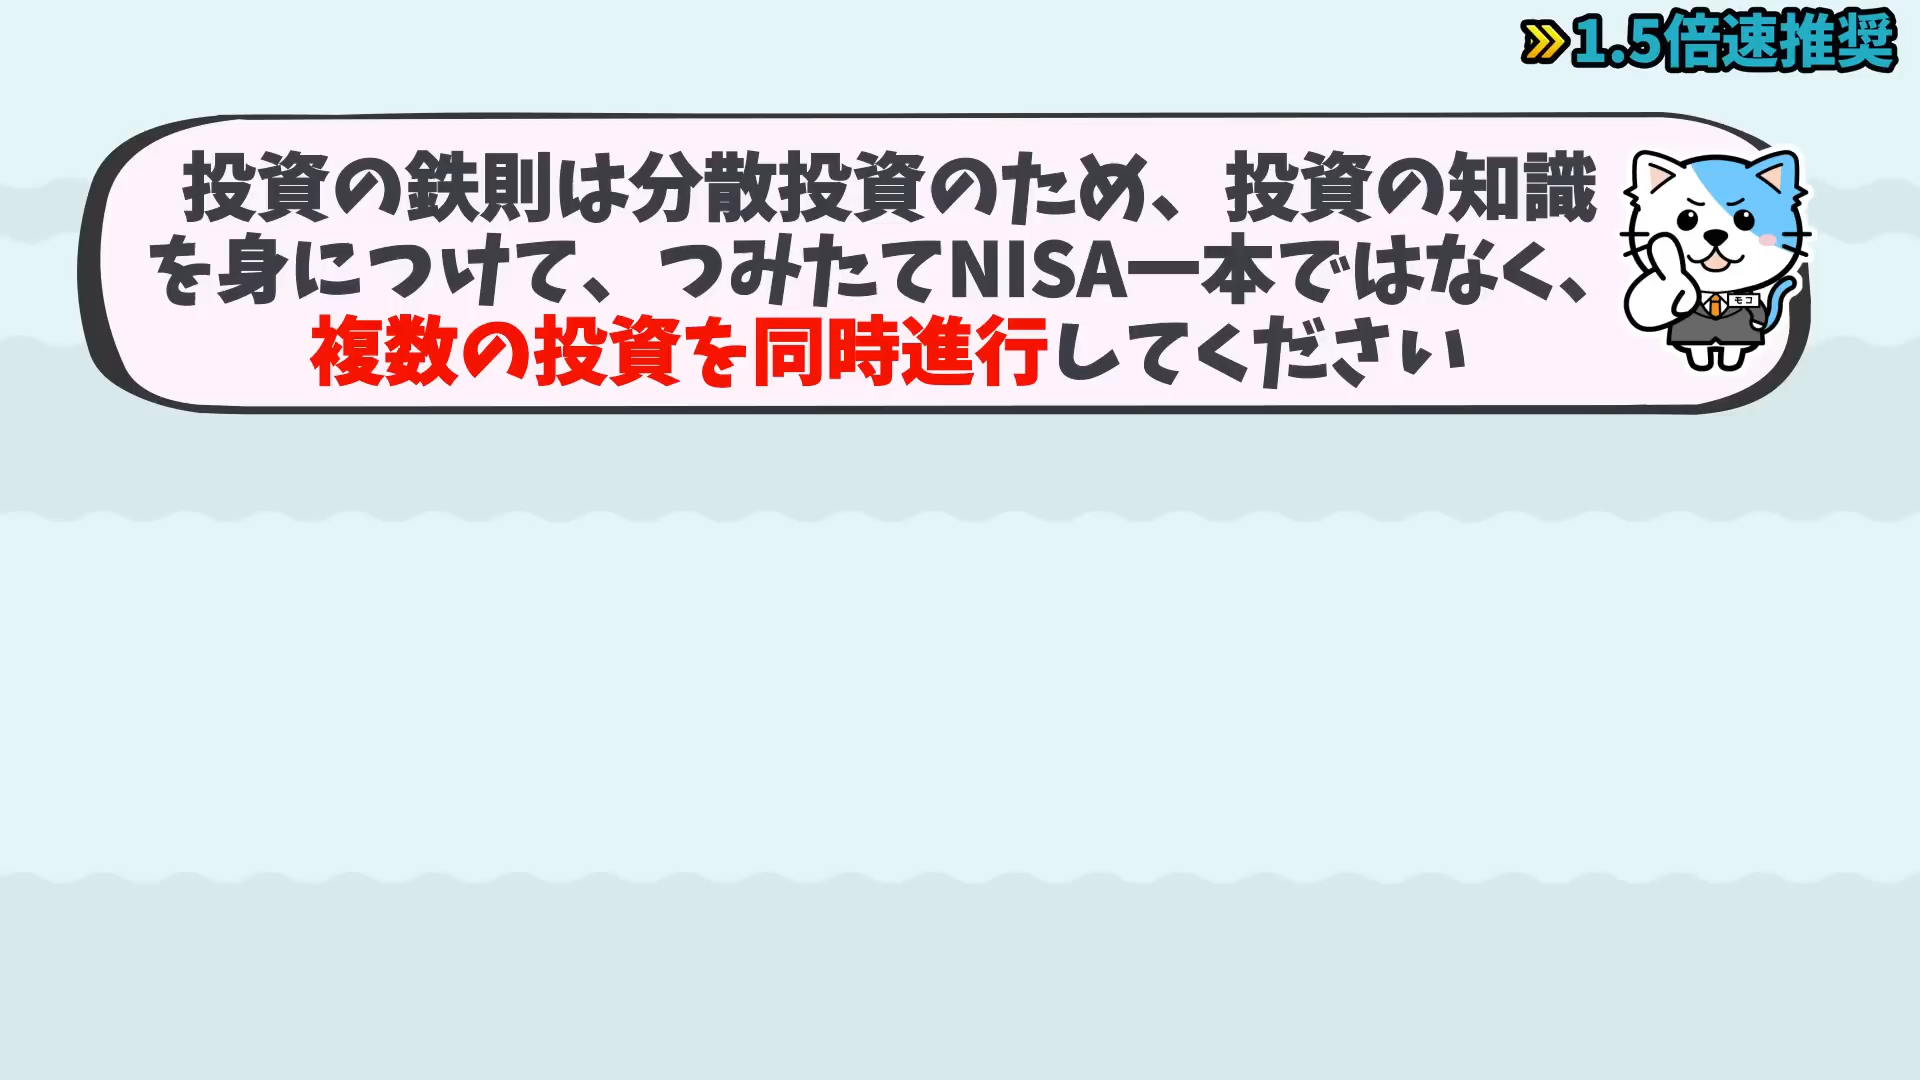 1.5倍速推奨
投資の鉄則は分散投資のため、投資の知識
を身につけて、つみたてNISA一本ではなく、
複数の投資を同時進行してください
モコ